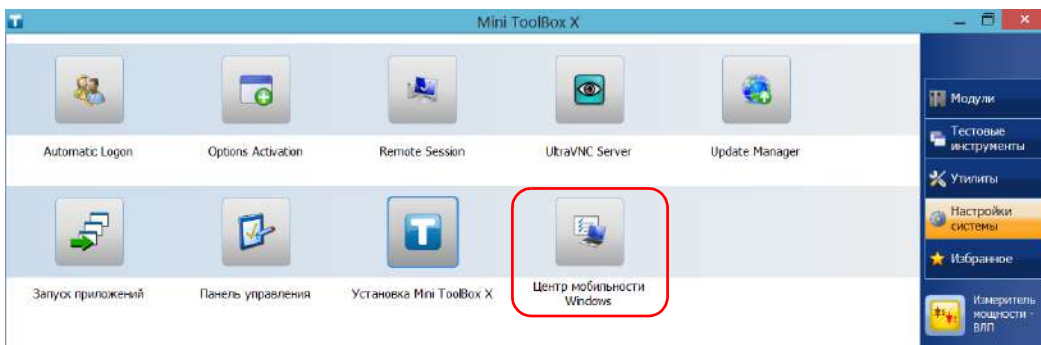 Mini ToolBox X
Automatic Logon
Options Activation
Remote Session
UltraVNC Server
Update Manager
Запуск приложений
Панель управления
T
Установка Mini ToolBox X
Центр мобильности
Windows
Модули
Тестовые
инструменты
Утилиты
Настройки
системы
Избранное
Измеритель
мощности -
ВЛП